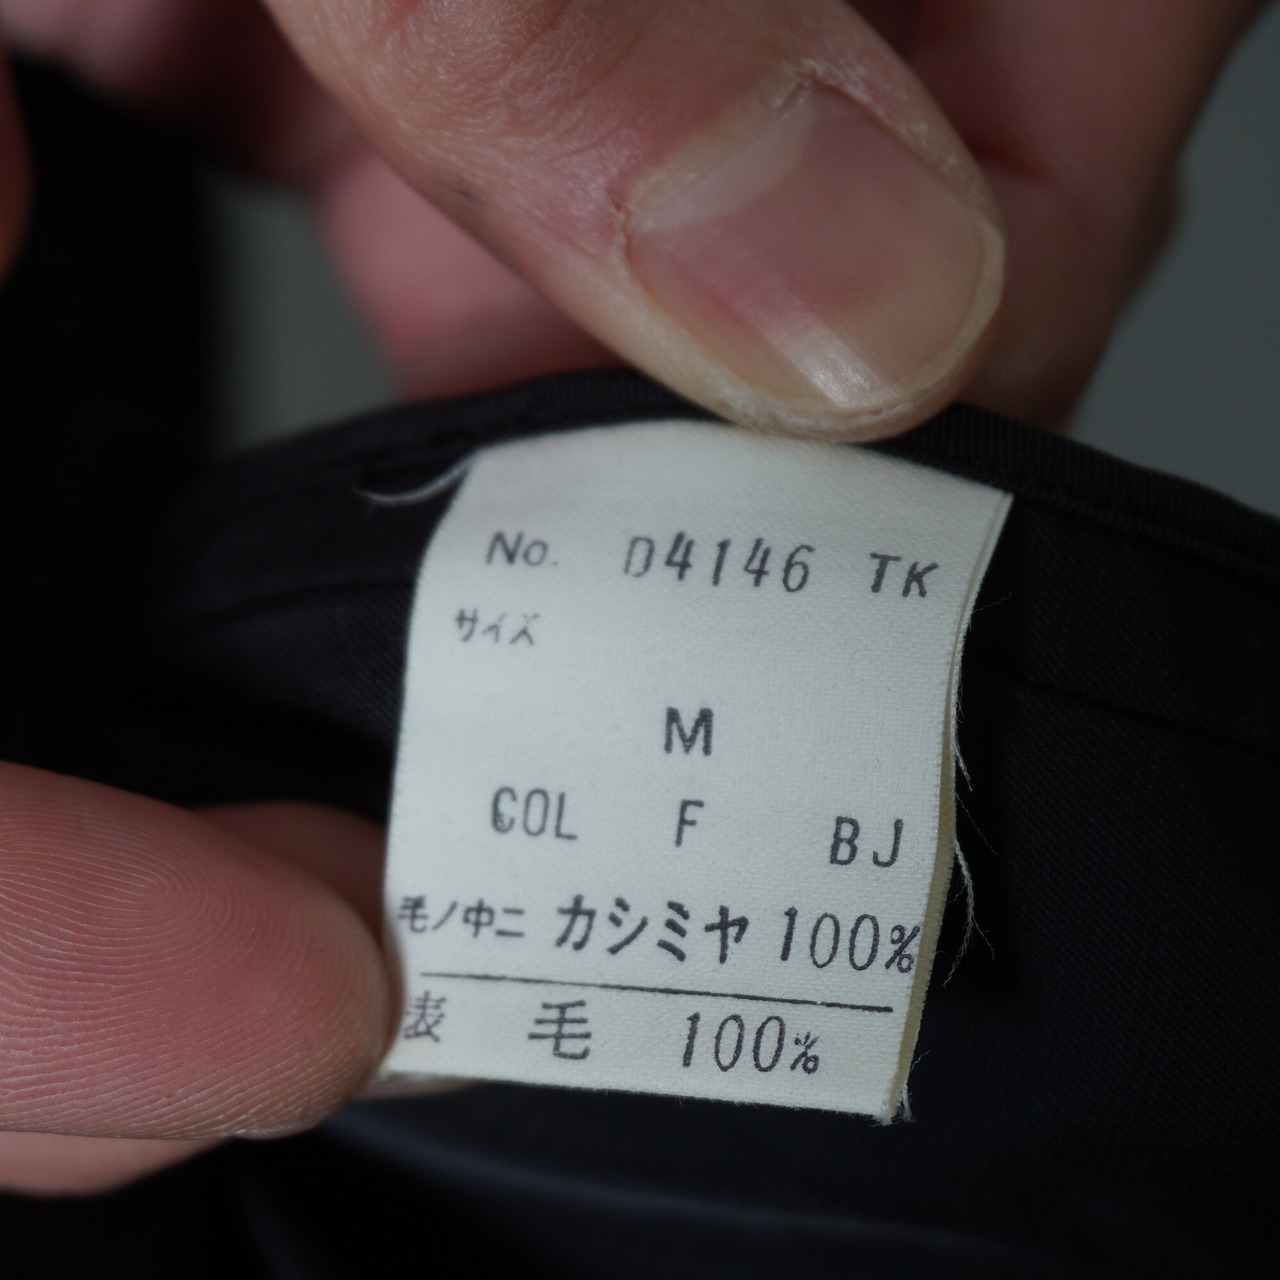 No. D4146 TK
サイズ
M
COL F BJ
毛ノ中ニ カシミヤ 100%
表 毛 100%